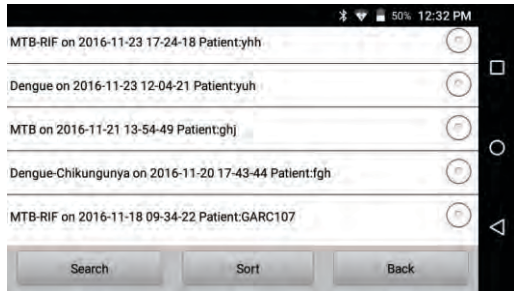 50% 12:32 PM
MTB-RIF on 2016-11-23 17-24-18 Patient:yhh
Dengue on 2016-11-23 12-04-21 Patient:yuh
MTB on 2016-11-21 13-54-49 Patient:ghj
Dengue-Chikungunya on 2016-11-20 17-43-44 Patient:fgh
MTB-RIF on 2016-11-18 09-34-22 Patient:GARC107
Search Sort Back